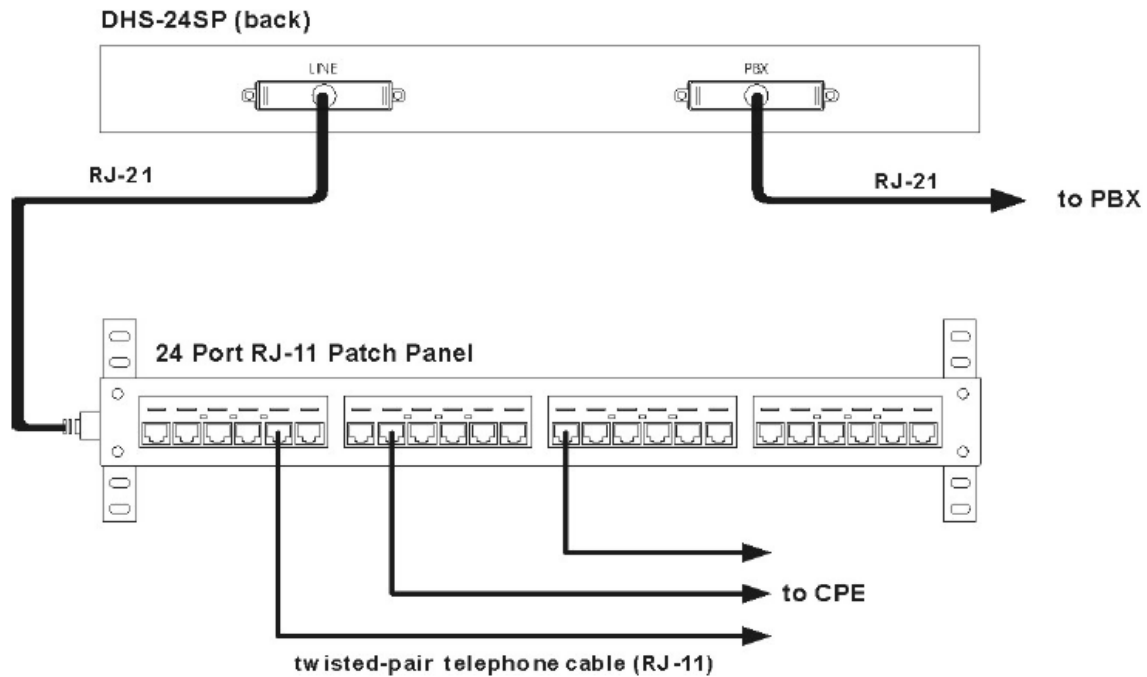 DHS-24SP (back)
LINE
PBX
RJ-21
RJ-21
to PBX
24 Port RJ-11 Patch Panel
to CPE
twisted-pair telephone cable (RJ-11)